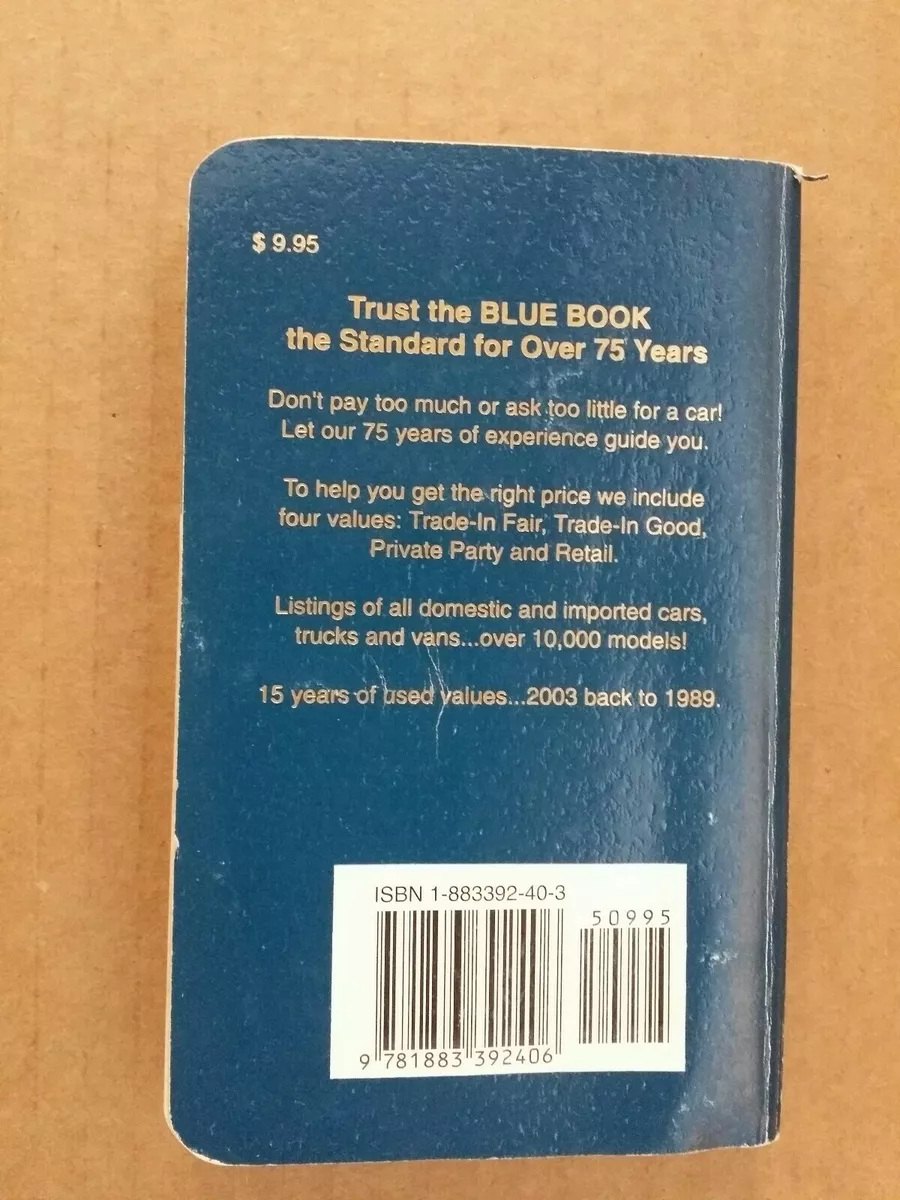 $ 9.95
Trust the BLUE BOOK
the Standard for Over 75 Years
Don't pay too much or ask too little for a car!
Let our 75 years of experience guide you.
To help you get the right price we include
four values: Trade-In Fair, Trade-In Good,
Private Party and Retail.
Listings of all domestic and imported cars,
trucks and vans...over 10,000 models!
15 years of used values...2003 back to 1989.
ISBN 1-883392-40-3
50995
9 781883 392406